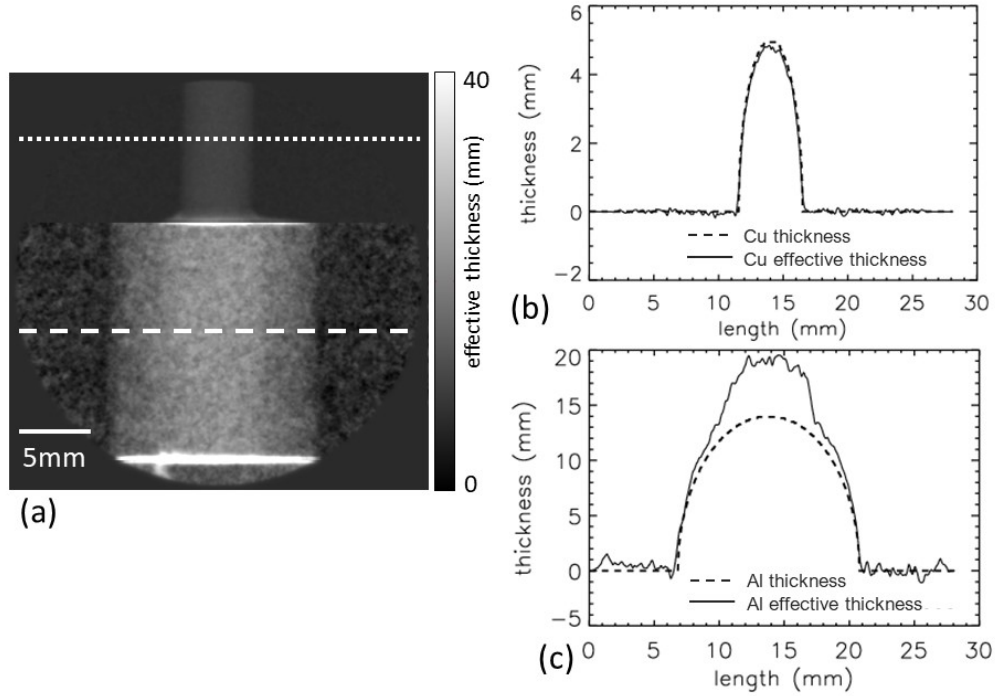 40
effective thickness (mm)
0
5mm
(a)
6
4
2
0
−2
thickness (mm)
Cu thickness
Cu effective thickness
0 5 10 15 20 25 30
length (mm)
(b)
20
15
10
5
0
−5
thickness (mm)
Al thickness
Al effective thickness
0 5 10 15 20 25 30
length (mm)
(c)